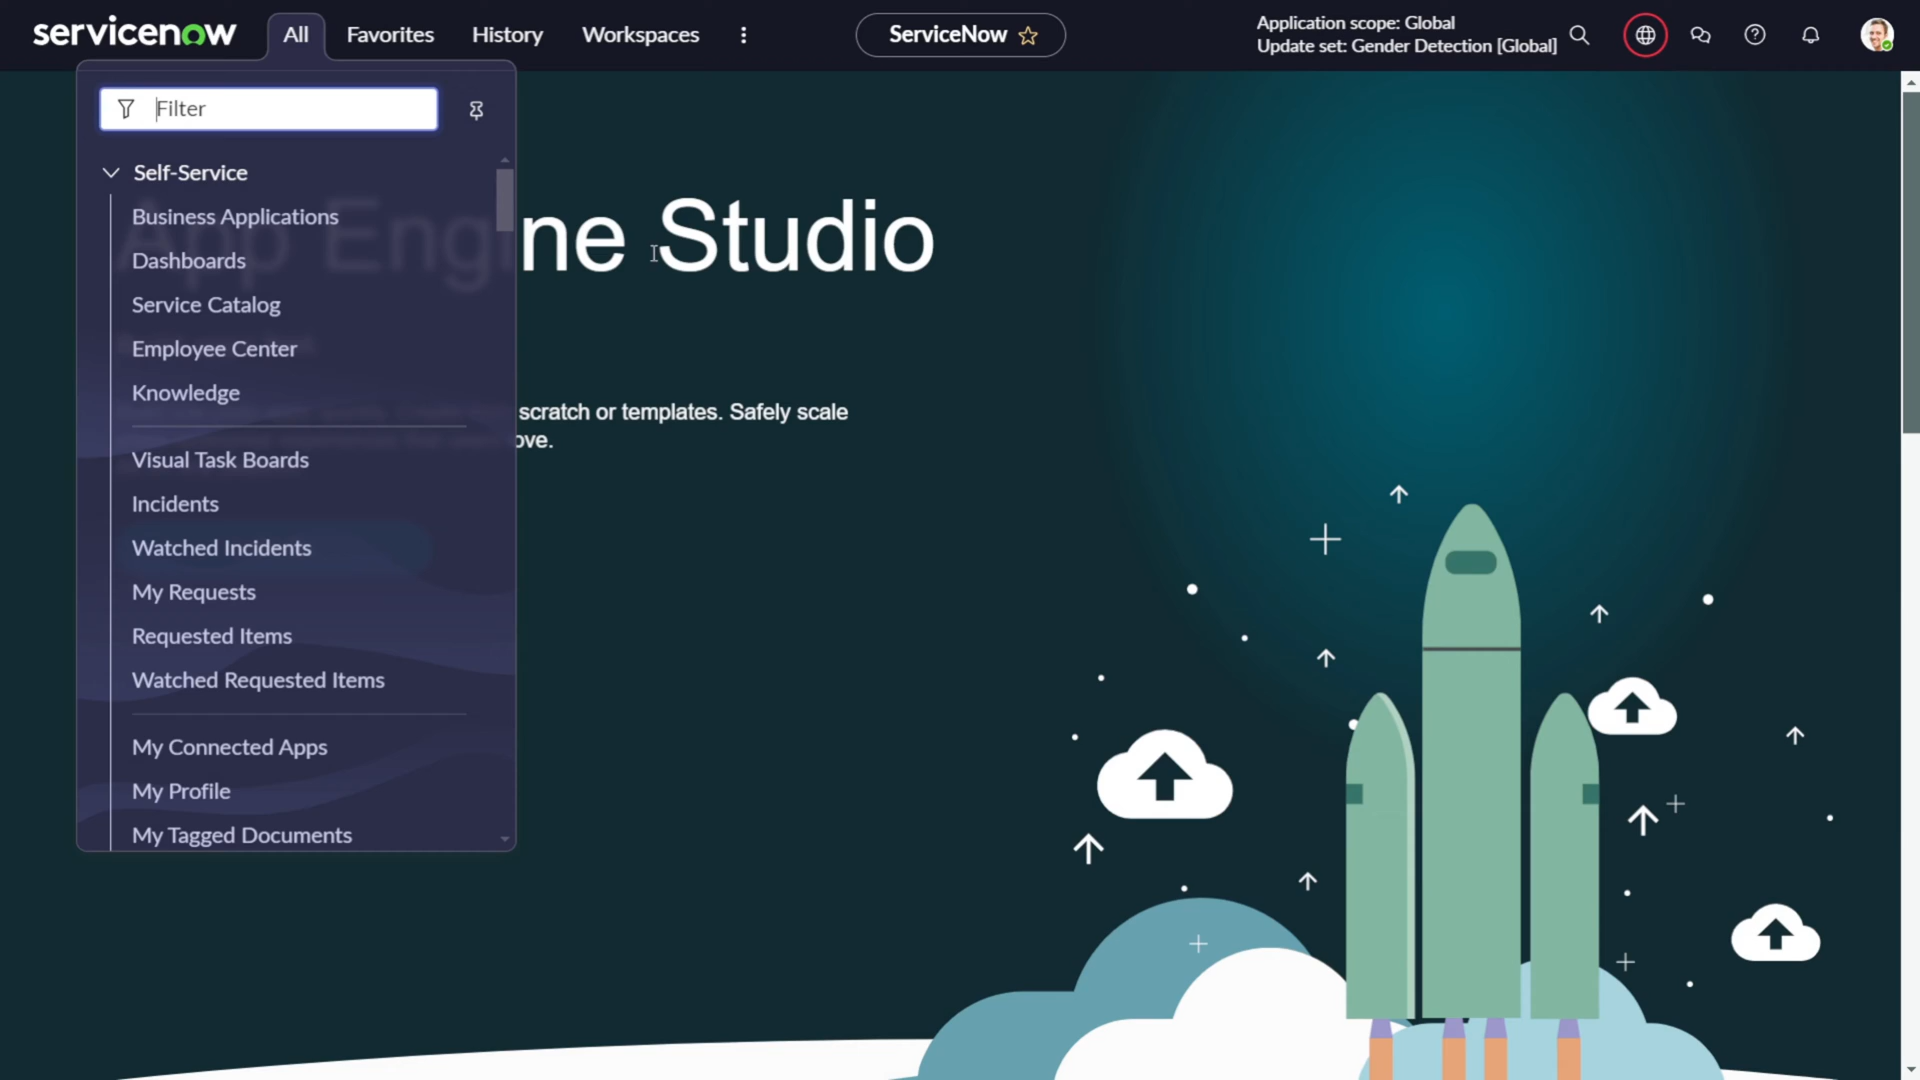 servicenow
All
Favorites
History
Workspaces
ServiceNow
Application scope: Global
Update set: Gender Detection [Global]
Filter
Self-Service
Business Applications
Dashboards
Service Catalog
Employee Center
Knowledge
Visual Task Boards
Incidents
Watched Incidents
My Requests
Requested Items
Watched Requested Items
My Connected Apps
My Profile
My Tagged Documents
App Engine Studio
scratch or templates. Safely scale
ove.